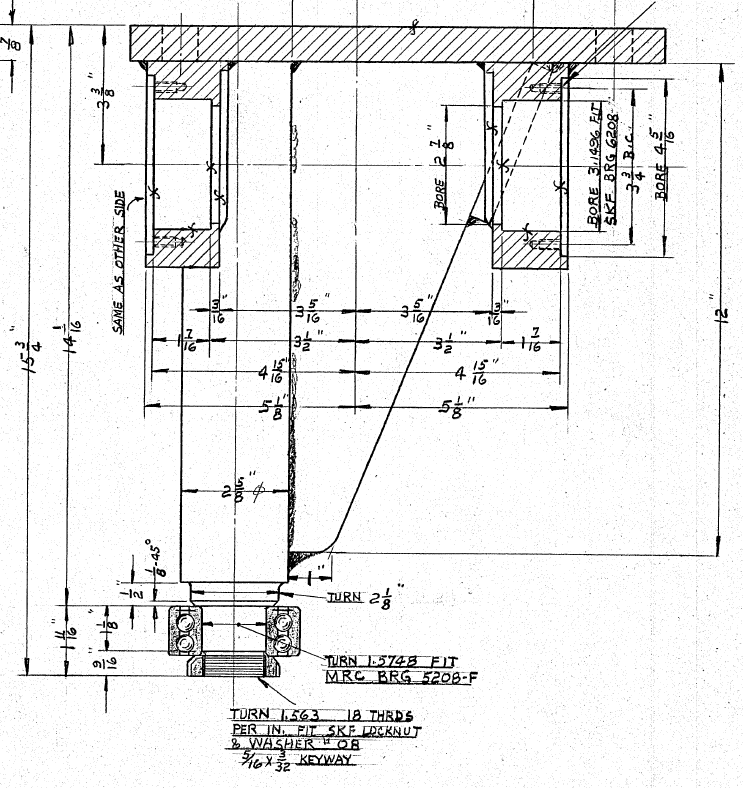 7/8
3 3/8"
SAME AS OTHER SIDE
BORE 2 7/8"
BORE 3.1496 FIT
SKF BRG 6208-
3 3/4 B.C.
BORE 4 5/16"
3/16"
3 5/16"
3 5/16"
3/16"
12"
15 3/4"
14 1/16
1 7/16
3 1/2"
3 1/2"
1 7/16
4 15/16"
4 15/16"
5 1/8"
5 1/8"
2 5/8" ø
1/8-45°
1/2"
1"
TURN 2 1/8"
1 11/16
1 1/8"
9/16"
TURN 1.5748 FIT
MRC BRG 5208-F
TURN 1.563 18 THRDS
PER IN. FIT SKF LOCKNUT
& WASHER # 08
5/16 X 3/32 KEYWAY